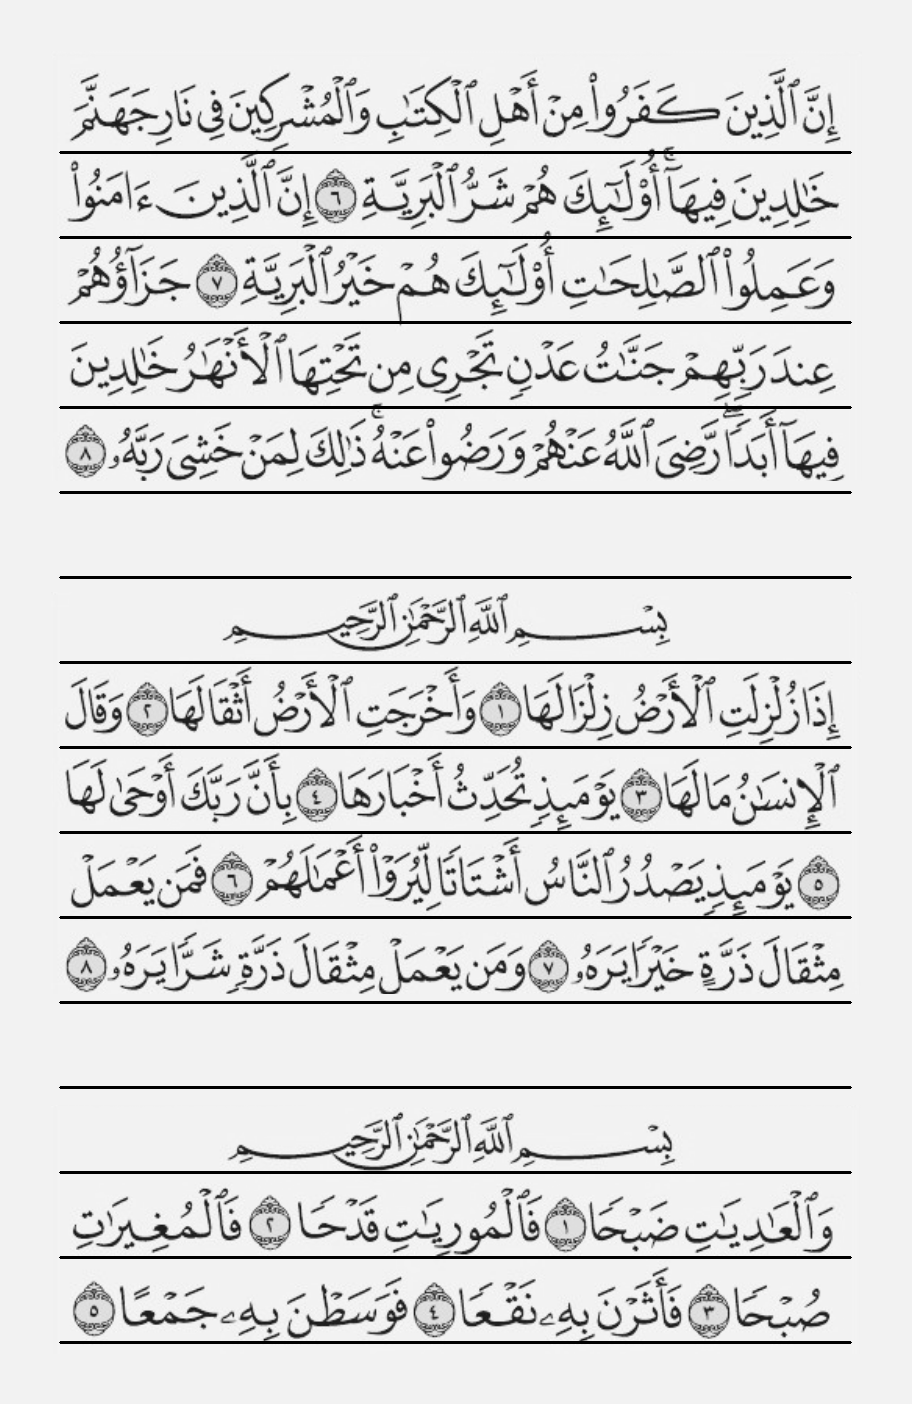 إِنَّ ٱلَّذِينَ كَفَرُوا۟ مِنْ أَهْلِ ٱلْكِتَـٰبِ وَٱلْمُشْرِكِينَ فِى نَارِ جَهَنَّمَ
خَـٰلِدِينَ فِيهَآ ۚ أُو۟لَـٰٓئِكَ هُمْ شَرُّ ٱلْبَرِيَّةِ ٦ إِنَّ ٱلَّذِينَ ءَامَنُوا۟
وَعَمِلُوا۟ ٱلصَّـٰلِحَـٰتِ أُو۟لَـٰٓئِكَ هُمْ خَيْرُ ٱلْبَرِيَّةِ ٧ جَزَآؤُهُمْ
عِندَ رَبِّهِمْ جَنَّـٰتُ عَدْنٍ تَجْرِى مِن تَحْتِهَا ٱلْأَنْهَـٰرُ خَـٰلِدِينَ
فِيهَآ أَبَدًا ۖ رَّضِىَ ٱللَّهُ عَنْهُمْ وَرَضُوا۟ عَنْهُ ۚ ذَٰلِكَ لِمَنْ خَشِىَ رَبَّهُۥ ٨
بِسْمِ ٱللَّهِ ٱلرَّحْمَـٰنِ ٱلرَّحِيمِ
إِذَا زُلْزِلَتِ ٱلْأَرْضُ زِلْزَالَهَا ١ وَأَخْرَجَتِ ٱلْأَرْضُ أَثْقَالَهَا ٢ وَقَالَ
ٱلْإِنسَـٰنُ مَا لَهَا ٣ يَوْمَئِذٍ تُحَدِّثُ أَخْبَارَهَا ٤ بِأَنَّ رَبَّكَ أَوْحَىٰ لَهَا
٥ يَوْمَئِذٍ يَصْدُرُ ٱلنَّاسُ أَشْتَاتًا لِّيُرَوْا۟ أَعْمَـٰلَهُمْ ٦ فَمَن يَعْمَلْ
مِثْقَالَ ذَرَّةٍ خَيْرًا يَرَهُۥ ٧ وَمَن يَعْمَلْ مِثْقَالَ ذَرَّةٍ شَرًّا يَرَهُۥ ٨
بِسْمِ ٱللَّهِ ٱلرَّحْمَـٰنِ ٱلرَّحِيمِ
وَٱلْعَـٰدِيَـٰتِ ضَبْحًا ١ فَٱلْمُورِيَـٰتِ قَدْحًا ٢ فَٱلْمُغِيرَٰتِ
صُبْحًا ٣ فَأَثَرْنَ بِهِۦ نَقْعًا ٤ فَوَسَطْنَ بِهِۦ جَمْعًا ٥